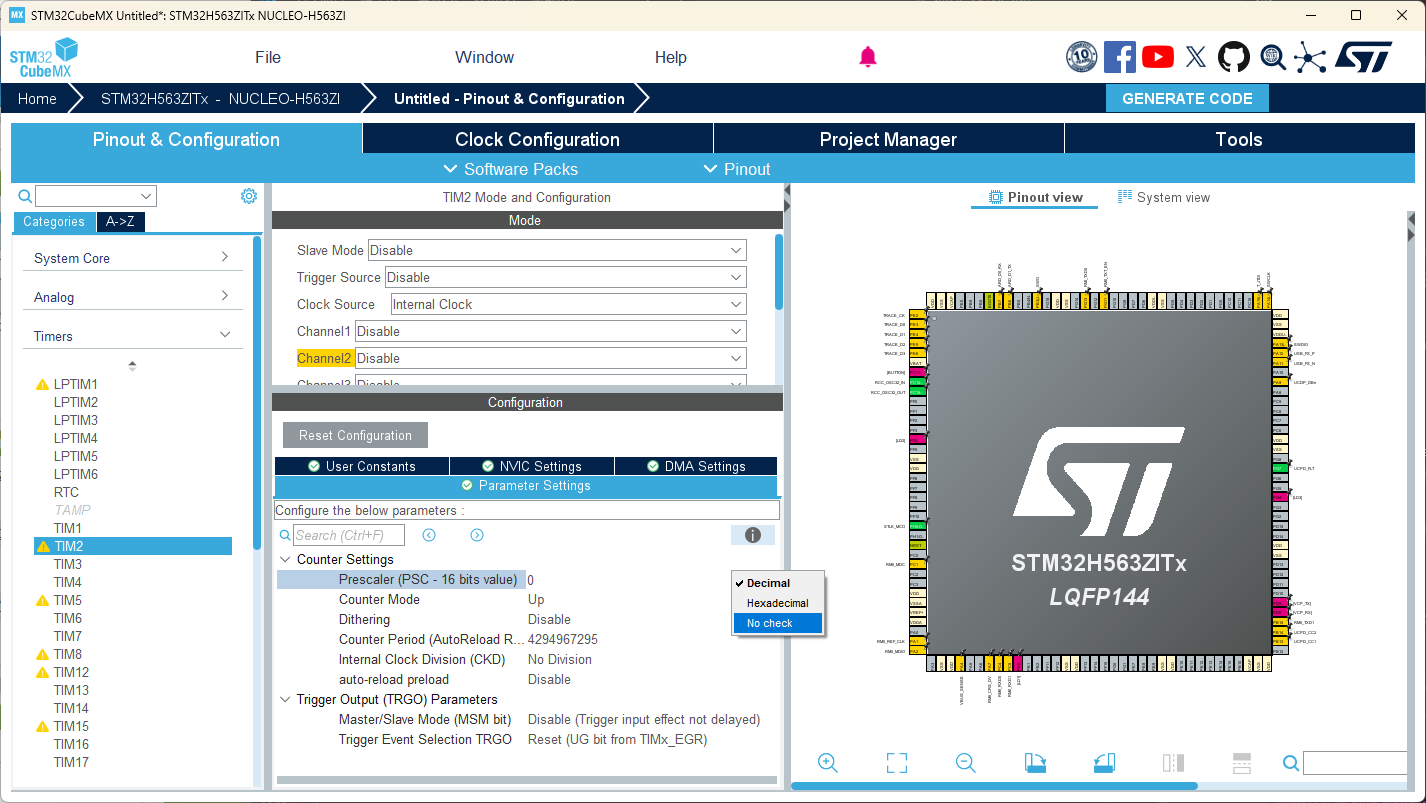 STM32CubeMX Untitled*: STM32H563ZITx NUCLEO-H563ZI
STM32 CubeMX
File
Window
Help
Home
STM32H563ZITx - NUCLEO-H563ZI
Untitled - Pinout & Configuration
GENERATE CODE
Pinout & Configuration
Clock Configuration
Project Manager
Tools
Software Packs
Pinout
Categories
A->Z
System Core
Analog
Timers
LPTIM1
LPTIM2
LPTIM3
LPTIM4
LPTIM5
LPTIM6
RTC
TAMP
TIM1
TIM2
TIM3
TIM4
TIM5
TIM6
TIM7
TIM8
TIM12
TIM13
TIM14
TIM15
TIM16
TIM17
TIM2 Mode and Configuration
Mode
Slave Mode Disable
Trigger Source Disable
Clock Source Internal Clock
Channel1 Disable
Channel2 Disable
Channel3 Disable
Configuration
Reset Configuration
User Constants
NVIC Settings
DMA Settings
Parameter Settings
Configure the below parameters :
Search (Ctrl+F)
Counter Settings
Prescaler (PSC - 16 bits value) 0
Counter Mode Up
Dithering Disable
Counter Period (AutoReload R... 4294967295
Internal Clock Division (CKD) No Division
auto-reload preload Disable
Trigger Output (TRGO) Parameters
Master/Slave Mode (MSM bit) Disable (Trigger input effect not delayed)
Trigger Event Selection TRGO Reset (UG bit from TIMx_EGR)
Decimal
Hexadecimal
No check
Pinout view
System view
TRACE_CK
TRACE_D0
TRACE_D1
TRACE_D2
TRACE_D3
RCC_OSC32_IN
RCC_OSC32_OUT
STM32H563ZITx
LQFP144